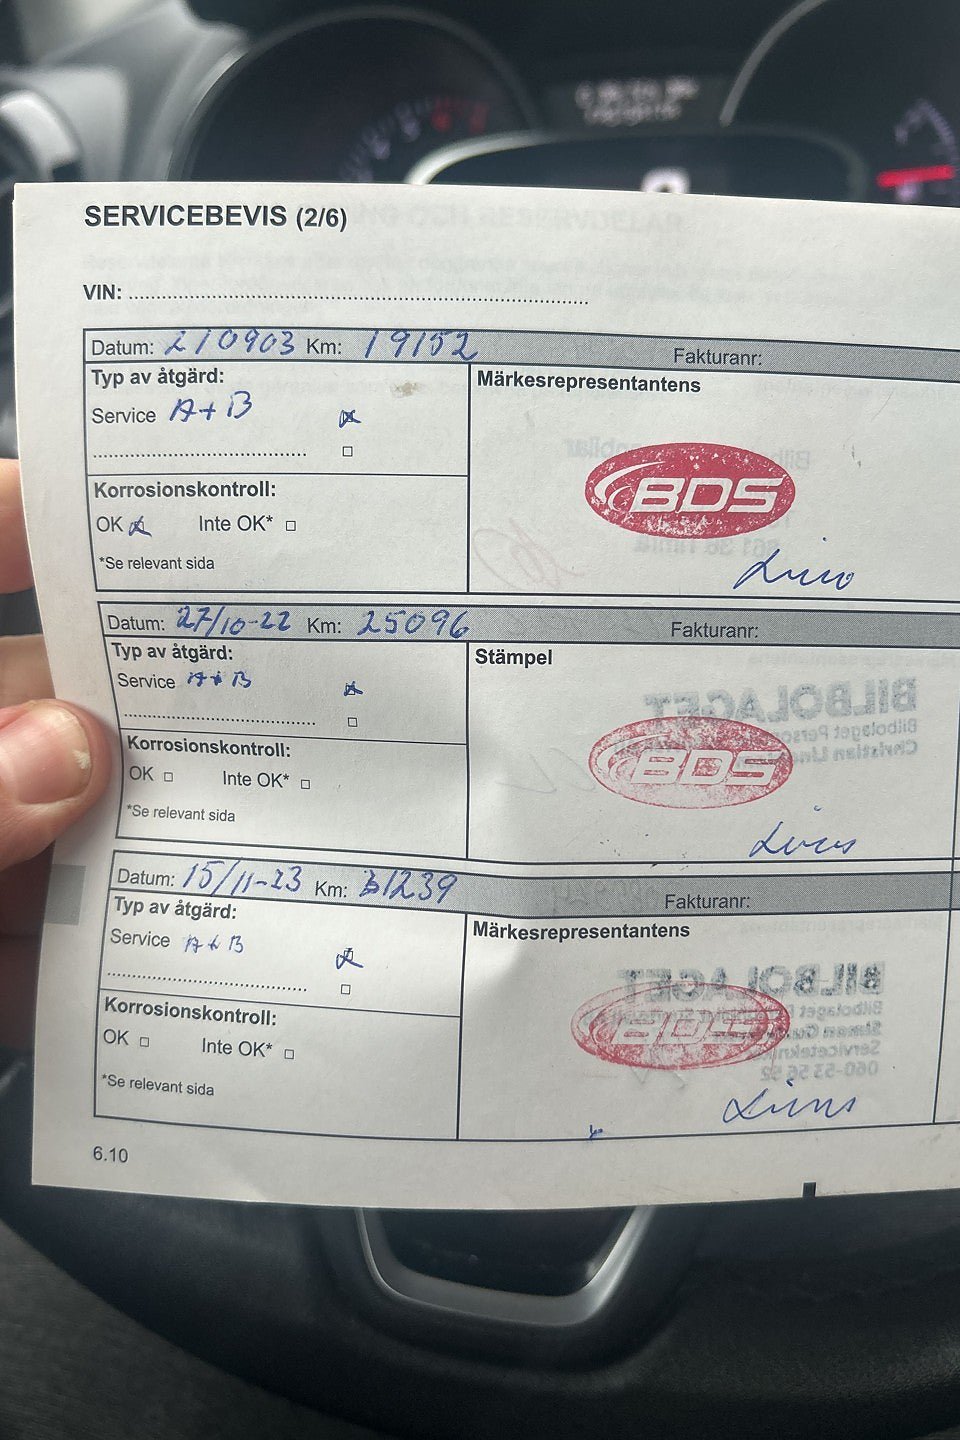 SERVICEBEVIS (2/6)
VIN:
Datum: 210903 Km: 19152 Fakturanr:
Typ av åtgärd:
Märkesrepresentantens
Service A+B
BDS
Korrosionskontroll:
OK Inte OK*
*Se relevant sida
Datum: 27/10-22 Km: 25096 Fakturanr:
Typ av åtgärd:
Stämpel
Service A+B
BDS
Korrosionskontroll:
OK Inte OK*
*Se relevant sida
Datum: 15/11-23 Km: 31239 Fakturanr:
Typ av åtgärd:
Märkesrepresentantens
Service A+B
BDS
Korrosionskontroll:
OK Inte OK*
*Se relevant sida
6.10